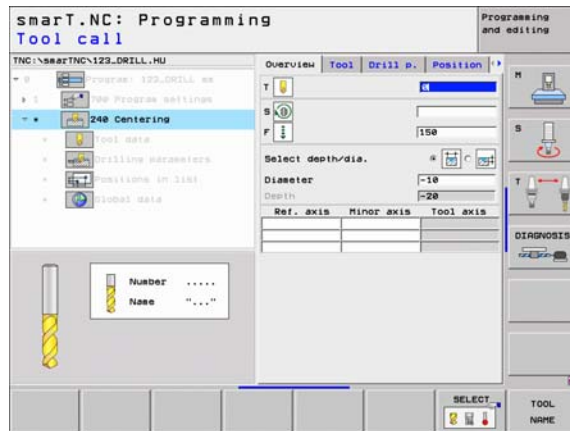 smarT.NC: Programming
Tool call
Programming
and editing
TNC:\smarTNC\123_DRILL.HU
0 Program: 123_DRILL mm
1 700 Program settings
240 Centering
Tool data
Drilling parameters
Positions in list
Global data
Overview Tool Drill p. Position
T
S
F 150
Select depth/dia.
Diameter -10
Depth -20
Ref. axis Minor axis Tool axis
Number .....
Name "..."
M
S
T
DIAGNOSIS
SELECT
TOOL
NAME